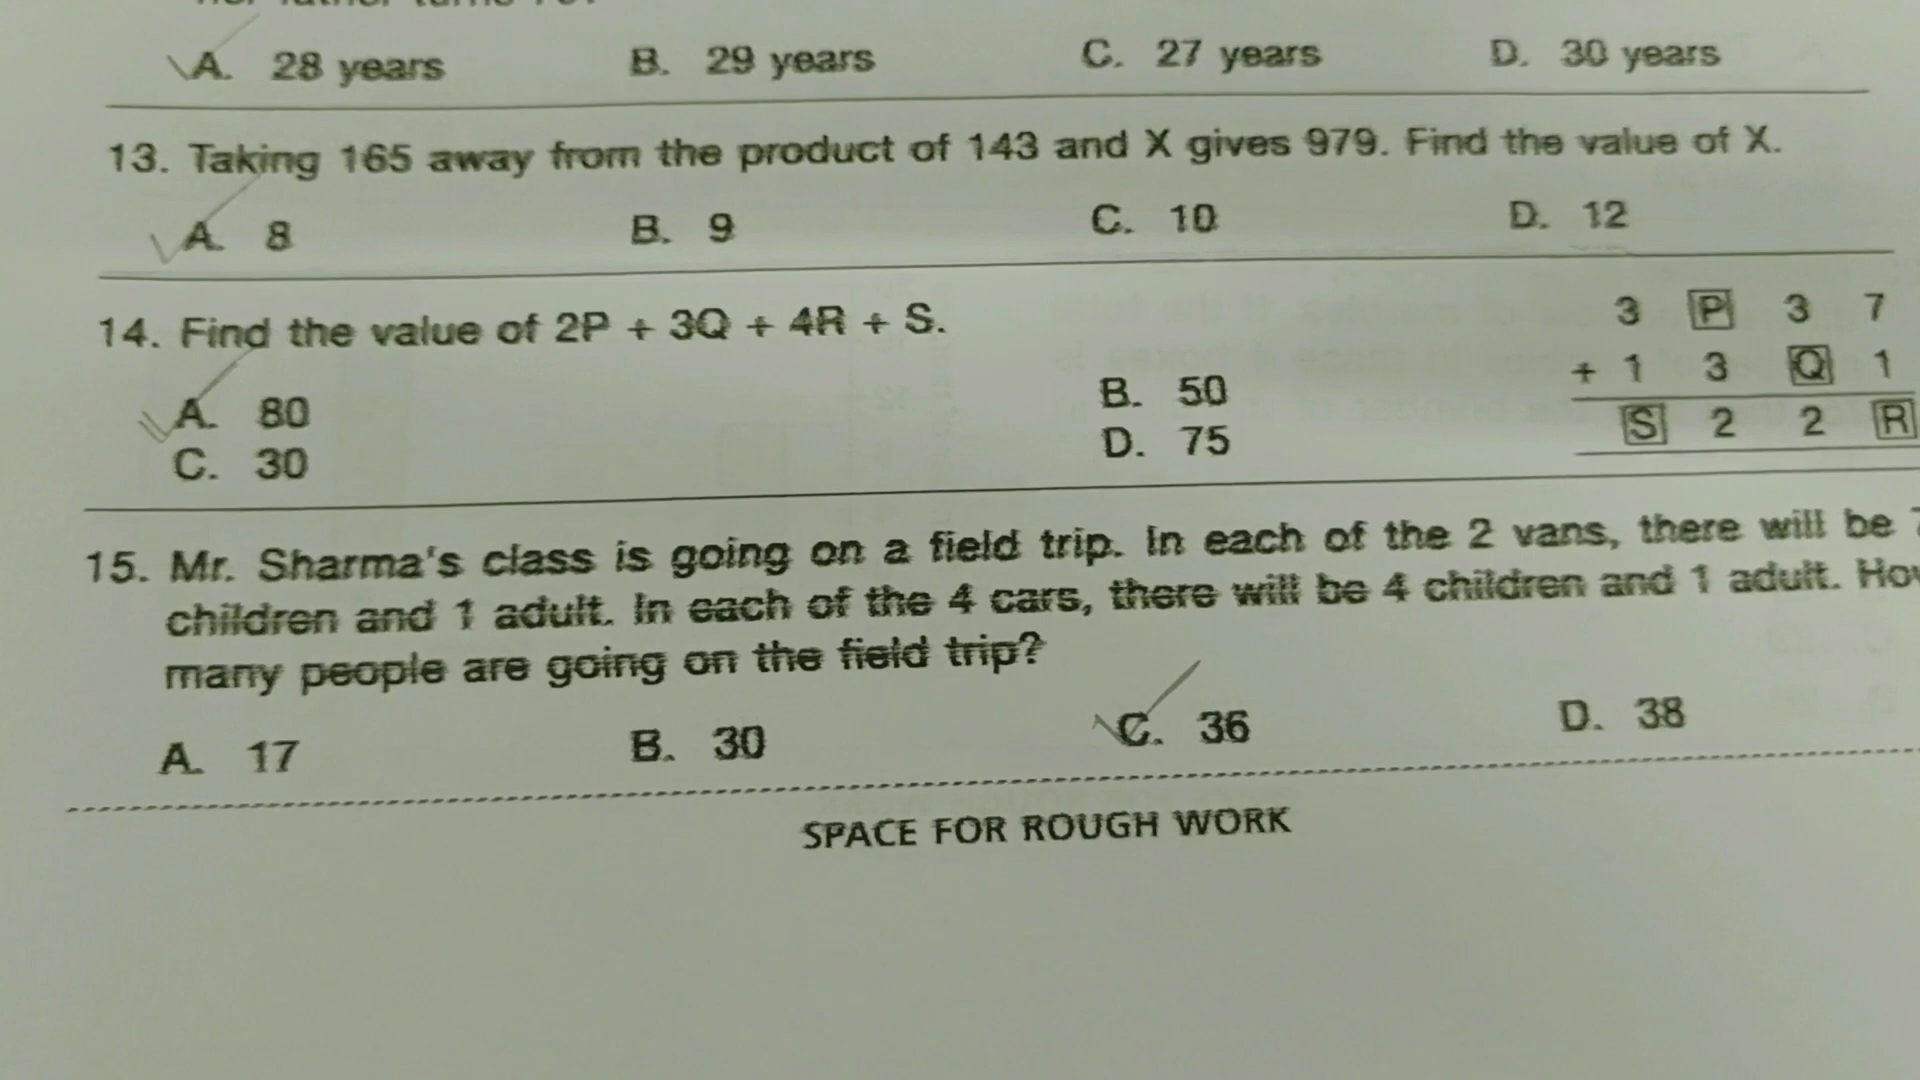 A. 28 years B. 29 years C. 27 years D. 30 years
13. Taking 165 away from the product of 143 and X gives 979. Find the value of X.
A. 8 B. 9 C. 10 D. 12
14. Find the value of 2P + 3Q + 4R + S.
3 P 3 7
+ 1 3 Q 1
S 2 2 R
A. 80 B. 50
C. 30 D. 75
15. Mr. Sharma's class is going on a field trip. In each of the 2 vans, there will be
children and 1 adult. In each of the 4 cars, there will be 4 children and 1 adult.
many people are going on the field trip?
A. 17 B. 30 C. 36 D. 38
SPACE FOR ROUGH WORK